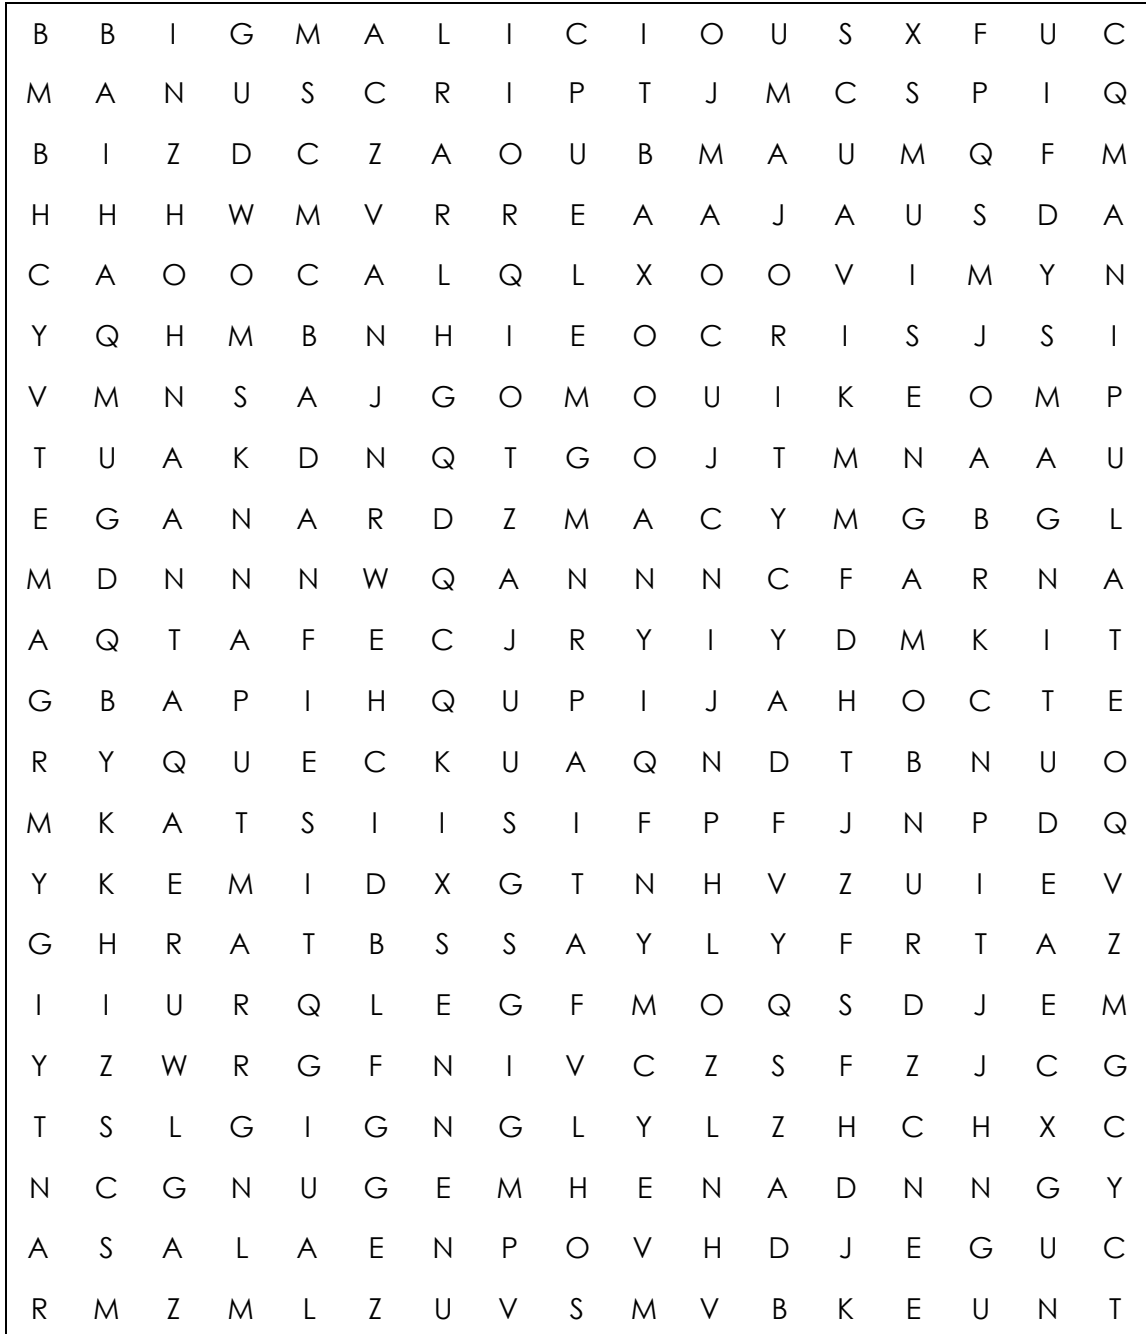 B B I G M A L I C I O U S X F U C
M A N U S C R I P T J M C S P I Q
B I Z D C Z A O U B M A U M Q F M
H H H W M V R R E A A J A U S D A
C A O O C A L Q L X O O V I M Y N
Y Q H M B N H I E O C R I S J S I
V M N S A J G O M O U I K E O M P
T U A K D N Q T G O J T M N A A U
E G A N A R D Z M A C Y M G B G L
M D N N N W Q A N N N C F A R N A
A Q T A F E C J R Y I Y D M K I T
G B A P I H Q U P I J A H O C T E
R Y Q U E C K U A Q N D T B N U O
M K A T S I I S I F P F J N P D Q
Y K E M I D X G T N H V Z U I E V
G H R A T B S S A Y L Y F R T A Z
I I U R Q L E G F M O Q S D J E M
Y Z W R G F N I V C Z S F Z J C G
T S L G I G N G L Y L Z H C H X C
N C G N U G E M H E N A D N N G Y
A S A L A E N P O V H D J E G U C
R M Z M L Z U V S M V B K E U N T